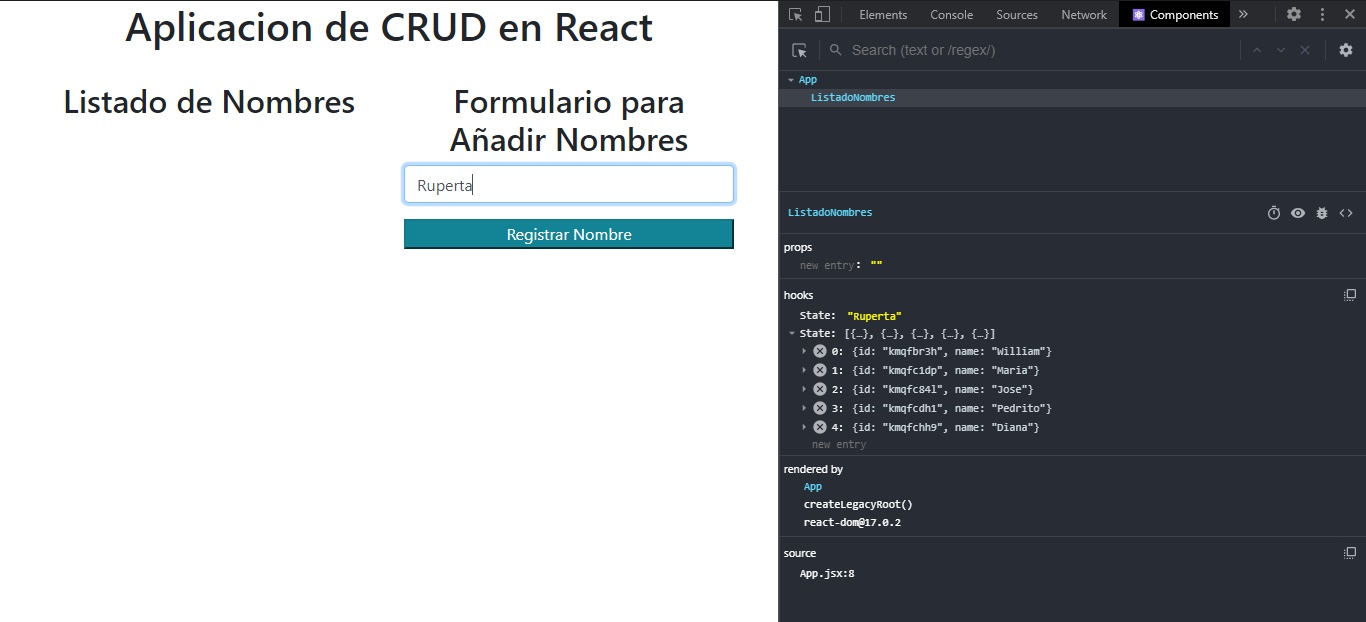 Aplicacion de CRUD en React
Listado de Nombres
Formulario para
Añadir Nombres
Ruperta
Registrar Nombre
Elements Console Sources Network Components »
Search (text or /regex/)
App
ListadoNombres
ListadoNombres
props
new entry: ""
hooks
State: "Ruperta"
State: [{…}, {…}, {…}, {…}, {…}]
0: {id: "kmqfbr3h", name: "William"}
1: {id: "kmqfc1dp", name: "Maria"}
2: {id: "kmqfc84l", name: "Jose"}
3: {id: "kmqfcdh1", name: "Pedrito"}
4: {id: "kmqfchh9", name: "Diana"}
new entry
rendered by
App
createLegacyRoot()
react-dom@17.0.2
source
App.jsx:8